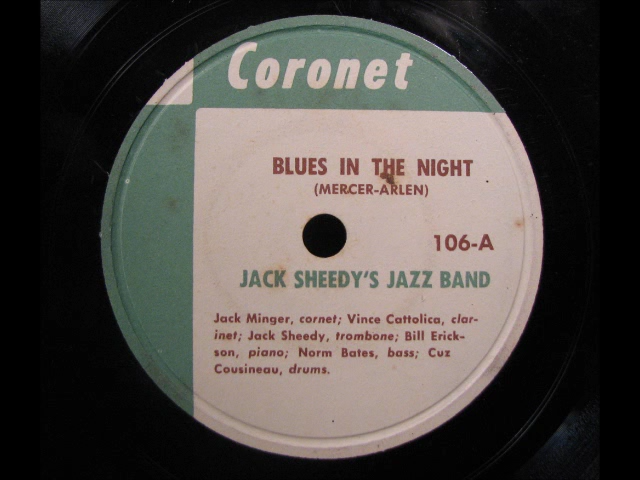 Coronet
BLUES IN THE NIGHT
(MERCER-ARLEN)
106-A
JACK SHEEDY'S JAZZ BAND
Jack Minger, cornet; Vince Cattolica, clar-
inet; Jack Sheedy, trombone; Bill Erick-
son, piano; Norm Bates, bass; Cuz
Cousineau, drums.